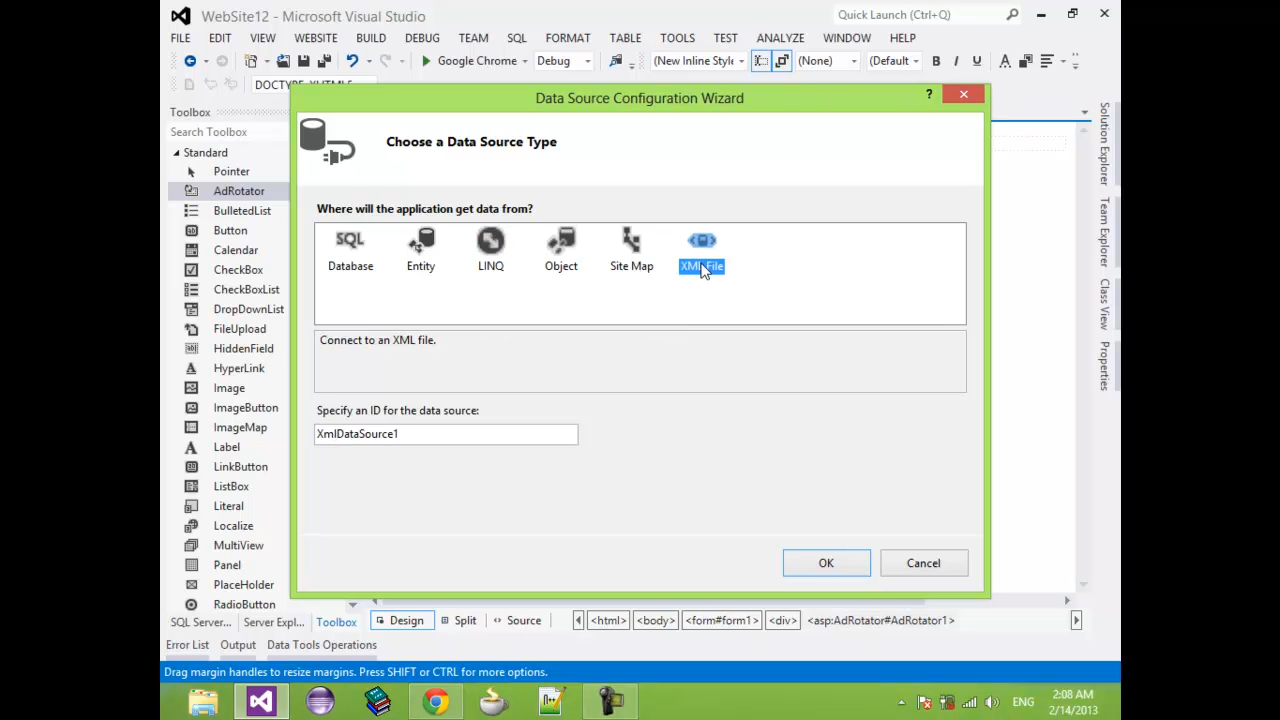 WebSite12 - Microsoft Visual Studio
Quick Launch (Ctrl+Q)
FILE EDIT VIEW WEBSITE BUILD DEBUG TEAM SQL FORMAT TABLE TOOLS TEST ANALYZE WINDOW HELP
Google Chrome Debug (New Inline Style (None) (Default B I U A
Data Source Configuration Wizard
?
Toolbox
Search Toolbox
Standard
Pointer
AdRotator
BulletedList
Button
Calendar
CheckBox
CheckBoxList
DropDownList
FileUpload
HiddenField
HyperLink
Image
ImageButton
ImageMap
Label
LinkButton
ListBox
Literal
Localize
MultiView
Panel
PlaceHolder
RadioButton
Choose a Data Source Type
Where will the application get data from?
SQL
Database Entity LINQ Object Site Map XML File
Connect to an XML file.
Specify an ID for the data source:
XmlDataSource1
OK Cancel
Solution Explorer
Team Explorer
Class View
Properties
SQL Server... Server Expl... Toolbox
Design Split Source <html> <body> <form#form1> <div> <asp:AdRotator#AdRotator1>
Error List Output Data Tools Operations
Drag margin handles to resize margins. Press SHIFT or CTRL for more options.
ENG
2:08 AM
2/14/2013